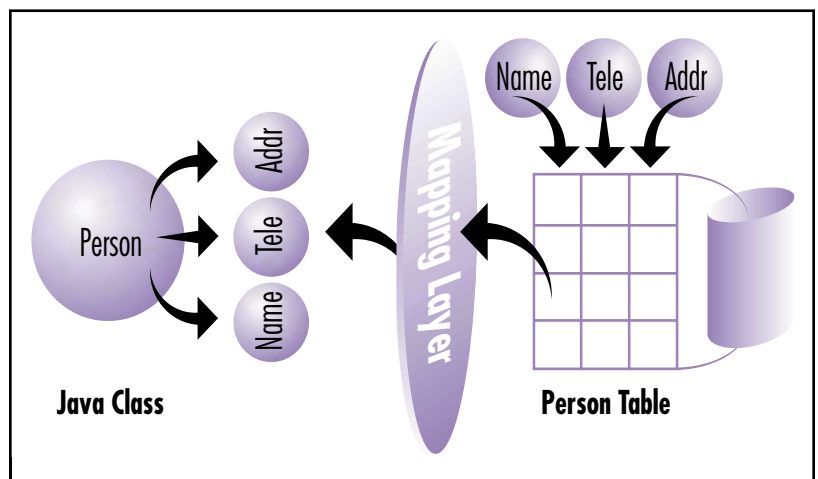 Person
Addr
Tele
Name
Java Class
Mapping Layer
Name
Tele
Addr
Person Table